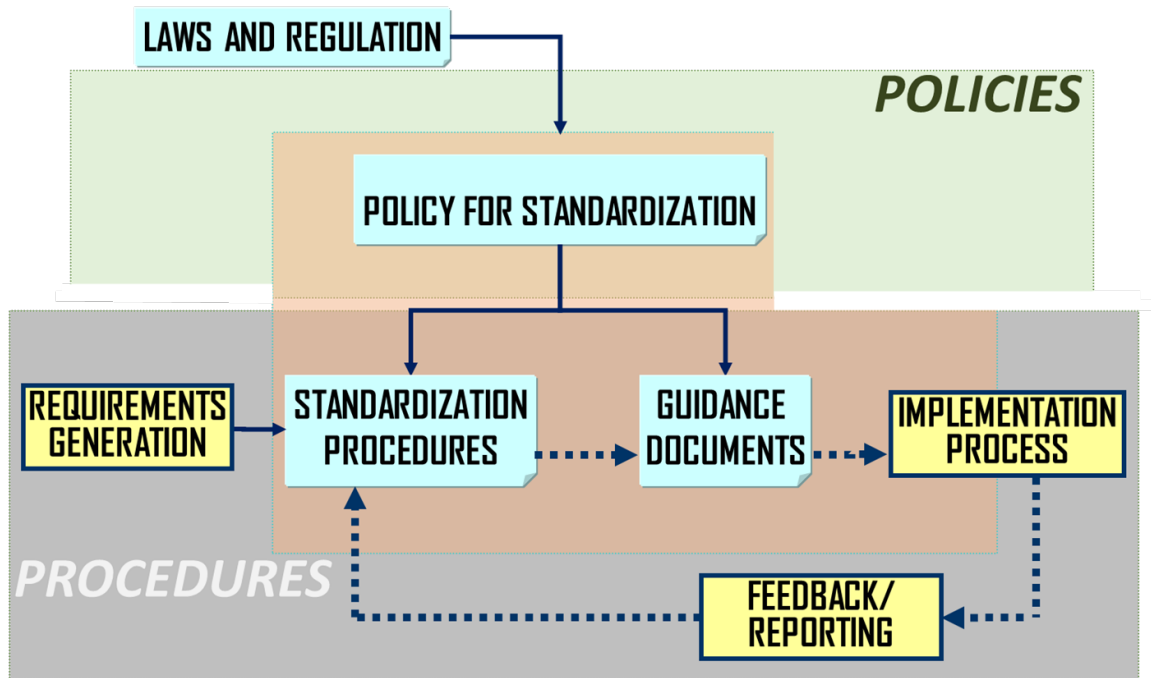 LAWS AND REGULATION
POLICIES
POLICY FOR STANDARDIZATION
REQUIREMENTS
GENERATION
STANDARDIZATION
PROCEDURES
GUIDANCE
DOCUMENTS
IMPLEMENTATION
PROCESS
PROCEDURES
FEEDBACK/
REPORTING